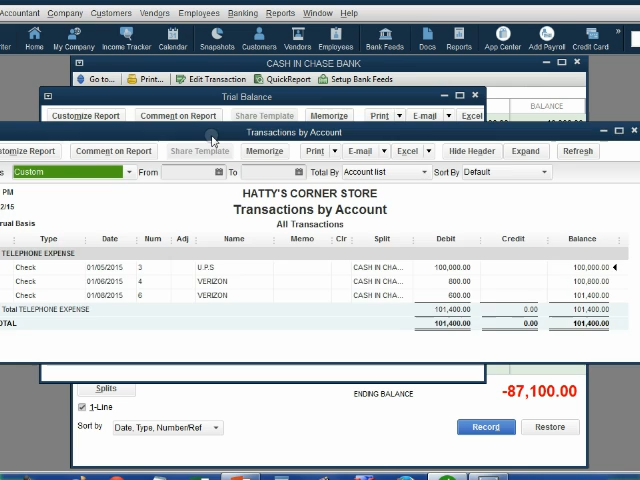 Accountant Company Customers Vendors Employees Banking Reports Window Help
Home My Company Income Tracker Calendar Snapshots Customers Vendors Employees Bank Feeds Docs Reports App Center Add Payroll Credit Card »
CASH IN CHASE BANK
Go to... Print... Edit Transaction QuickReport Setup Bank Feeds
Trial Balance
BALANCE
Customize Report Comment on Report Share Template Memorize Print E-mail Excel
Transactions by Account
stomize Report Comment on Report Share Template Memorize Print E-mail Excel Hide Header Expand Refresh
s Custom From To Total By Account list Sort By Default
PM HATTY'S CORNER STORE
2/15 Transactions by Account
rual Basis All Transactions
Type Date Num Adj Name Memo Clr Split Debit Credit Balance
TELEPHONE EXPENSE
Check 01/05/2015 3 U.P.S CASH IN CHA... 100,000.00 100,000.00
Check 01/06/2015 4 VERIZON CASH IN CHA... 800.00 100,800.00
Check 01/08/2015 6 VERIZON CASH IN CHA... 600.00 101,400.00
Total TELEPHONE EXPENSE 101,400.00 0.00 101,400.00
OTAL 101,400.00 0.00 101,400.00
Splits
ENDING BALANCE -87,100.00
1-Line
Sort by Date, Type, Number/Ref
Record Restore